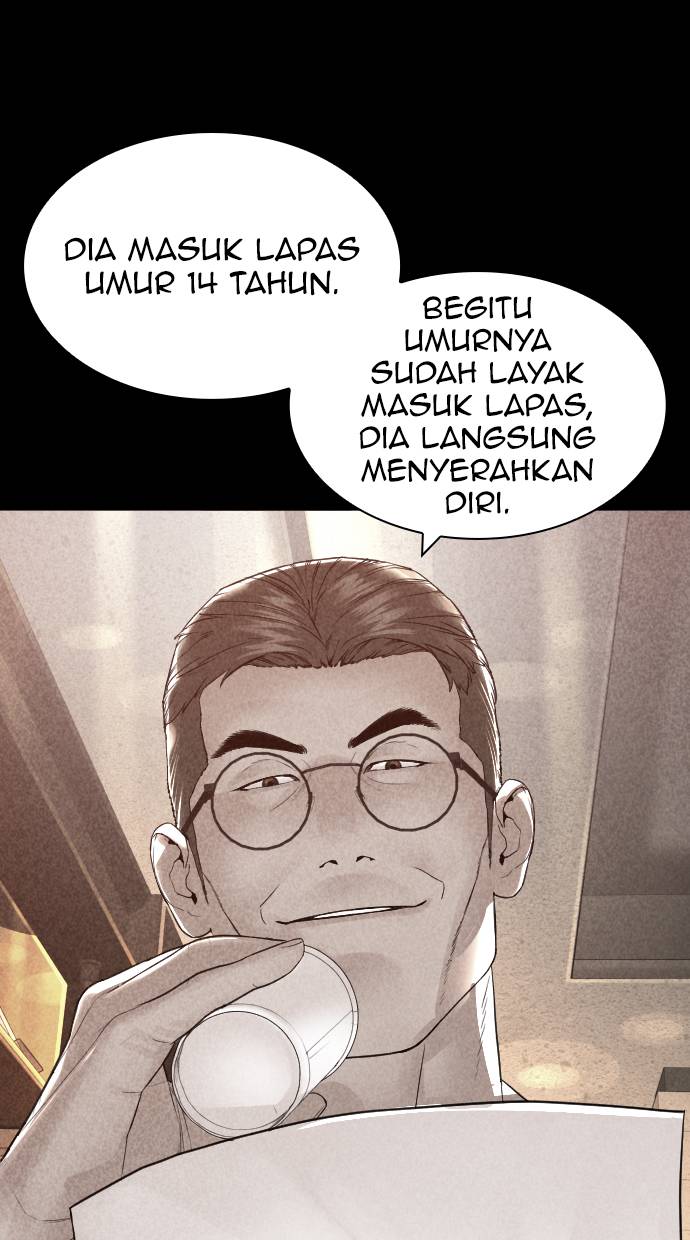 DIA MASUK LAPAS
UMUR 14 TAHUN.
BEGITU
UMURNYA
SUDAH LAYAK
MASUK LAPAS,
DIA LANGSUNG
MENYERAHKAN
DIRI.